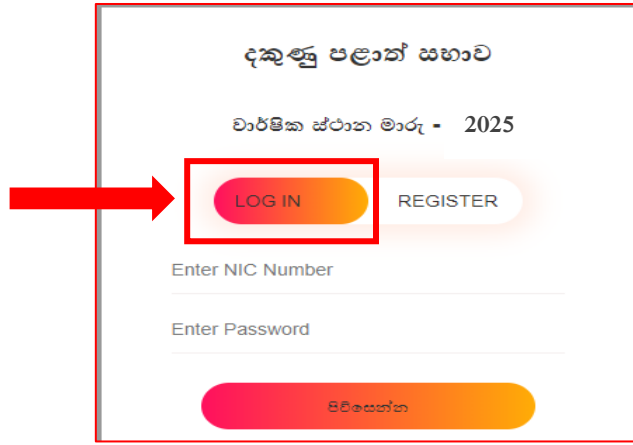 දකුණු පළාත් සභාව
වාර්ෂික ස්ථාන මාරු - 2025
LOG IN REGISTER
Enter NIC Number
Enter Password
පිවිසෙන්න